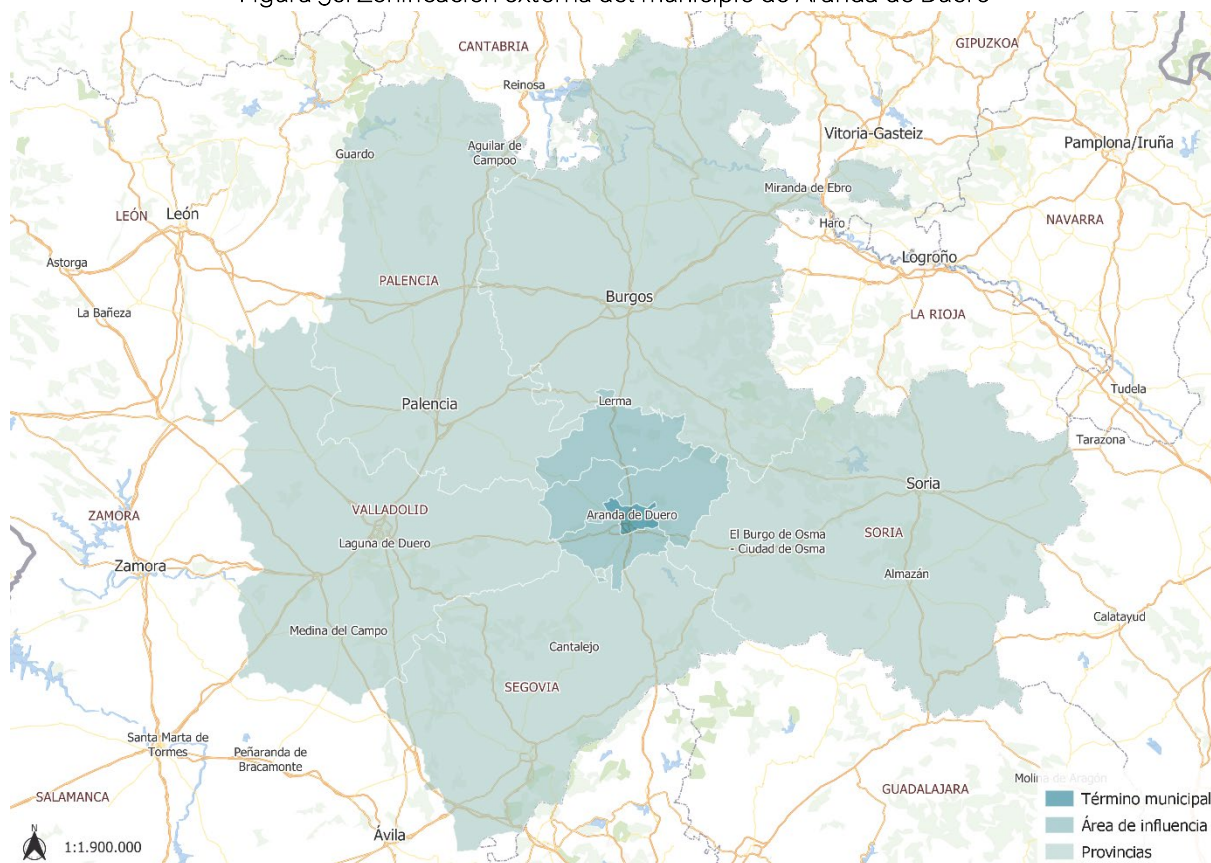 CANTABRIA
GIPUZKOA
Reinosa
Vitoria-Gasteiz
Pamplona/Iruña
Guardo
Aguilar de
Campoo
Miranda de Ebro
LEÓN
León
Haro
NAVARRA
Astorga
Logroño
PALENCIA
Burgos
La Bañeza
LA RIOJA
Tudela
Palencia
Lerma
Tarazona
Soria
ZAMORA
VALLADOLID
Aranda de Duero
Laguna de Duero
El Burgo de Osma
- Ciudad de Osma
SORIA
Zamora
Almazán
Calatayud
Medina del Campo
Cantalejo
SEGOVIA
Santa Marta de
Tormes
Peñaranda de
Bracamonte
Molina de Aragón
SALAMANCA
GUADALAJARA
Ávila
N
1:1.900.000
Término municipal
Área de influencia
Provincias